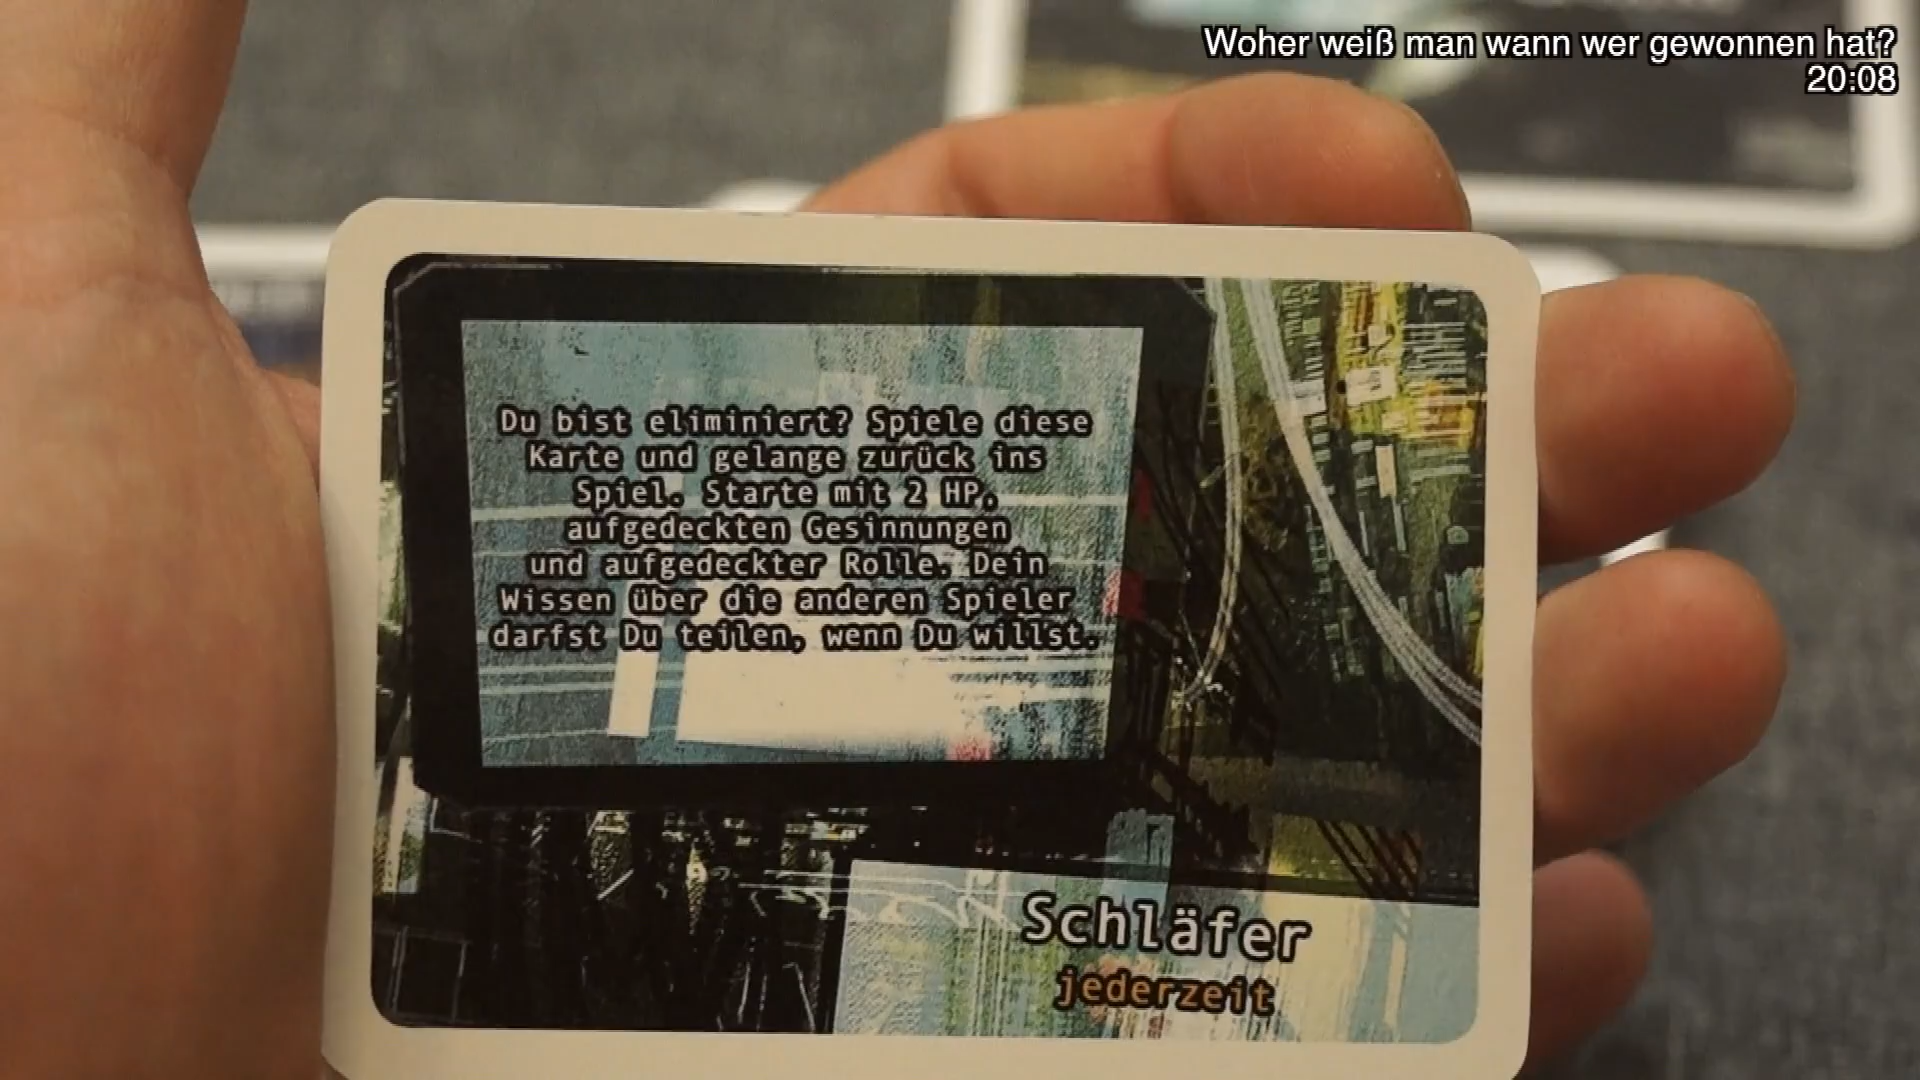 Woher weiß man wann wer gewonnen hat?
20:08
Du bist eliminiert? Spiele diese
Karte und gelange zurück ins
Spiel. Starte mit 2 HP,
aufgedeckten Gesinnungen
und aufgedeckter Rolle. Dein
Wissen über die anderen Spieler
darfst Du teilen, wenn Du willst.
Schläfer
jederzeit